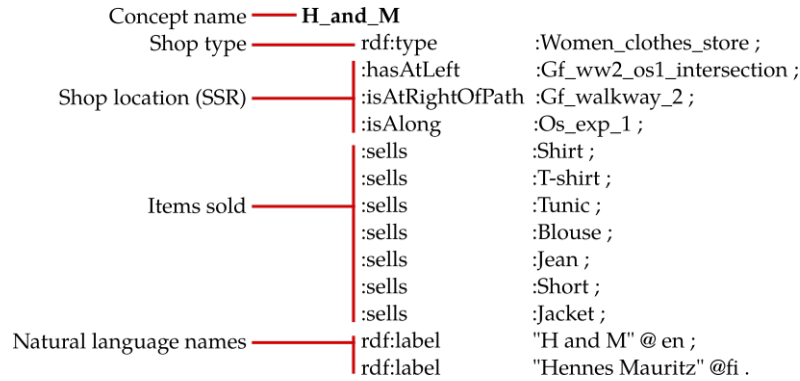 Concept name H_and_M
Shop type rdf:type :Women_clothes_store ;
:hasAtLeft :Gf_ww2_os1_intersection ;
Shop location (SSR) :isAtRightOfPath :Gf_walkway_2 ;
:isAlong :Os_exp_1 ;
:sells :Shirt ;
:sells :T-shirt ;
Items sold :sells :Tunic ;
:sells :Blouse ;
:sells :Jean ;
:sells :Short ;
:sells :Jacket ;
Natural language names rdf:label "H and M" @ en ;
rdf:label "Hennes Mauritz" @fi .